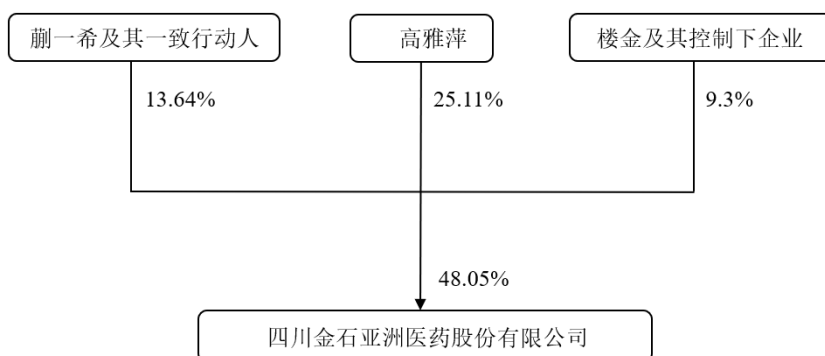 蒯一希及其一致行动人
高雅萍
楼金及其控制下企业
13.64%
25.11%
9.3%
48.05%
四川金石亚洲医药股份有限公司